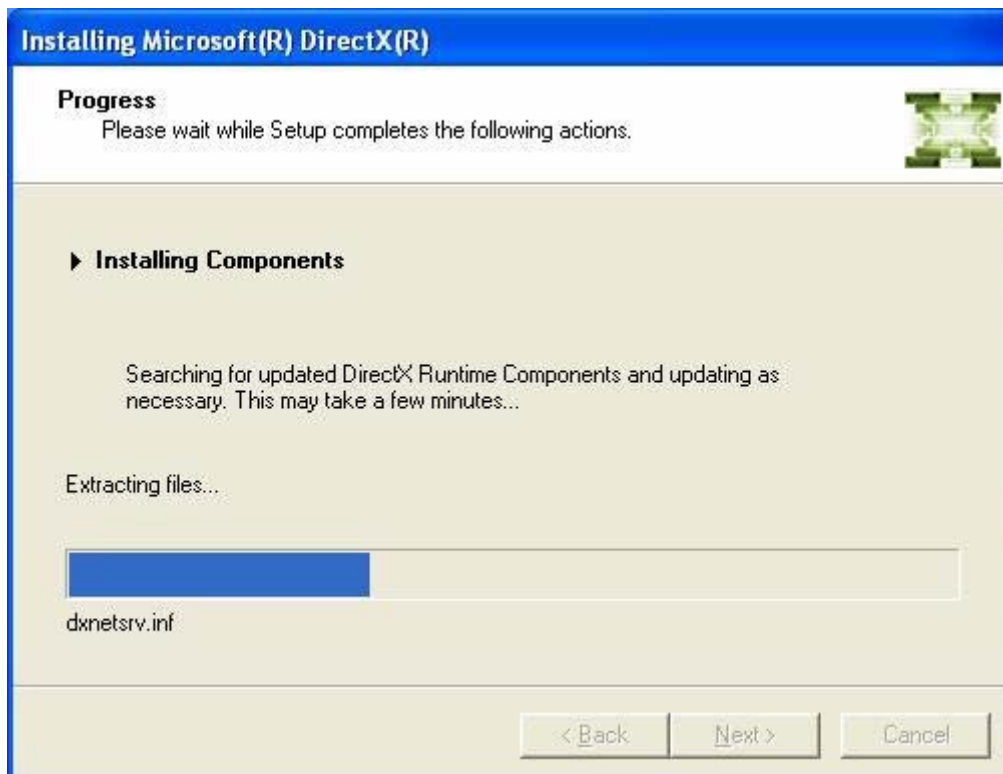 Installing Microsoft(R) DirectX(R)
Progress
Please wait while Setup completes the following actions.
Installing Components
Searching for updated DirectX Runtime Components and updating as
necessary. This may take a few minutes...
Extracting files...
dxnetsrv.inf
< Back
Next >
Cancel